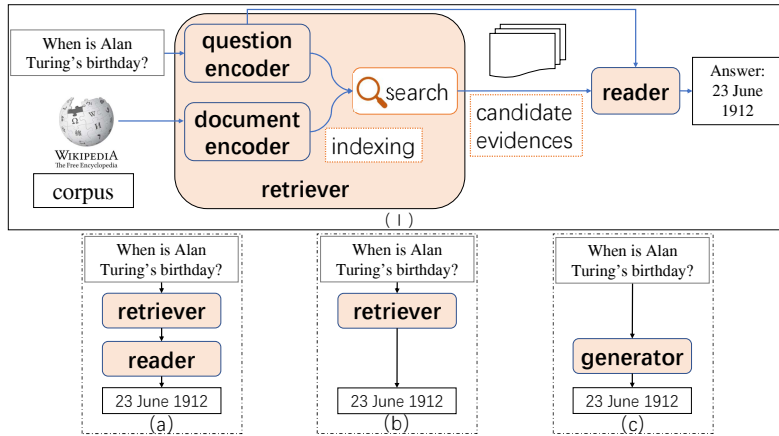 When is Alan
Turing's birthday?
question
encoder
search
reader
Answer:
23 June
1912
WIKIPEDIA
The Free Encyclopedia
corpus
document
encoder
indexing
candidate
evidences
retriever
(1)
When is Alan
Turing's birthday?
retriever
reader
23 June 1912
(a)
When is Alan
Turing's birthday?
retriever
23 June 1912
(b)
When is Alan
Turing's birthday?
generator
23 June 1912
(c)